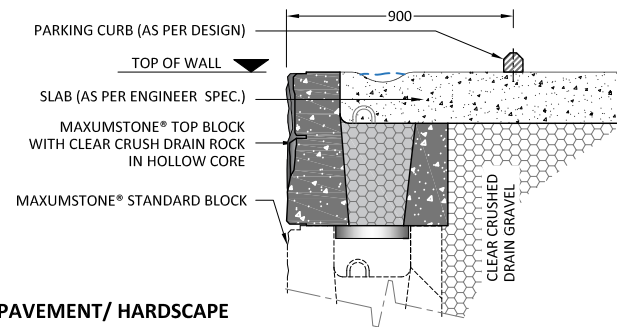 900
PARKING CURB (AS PER DESIGN)
TOP OF WALL
SLAB (AS PER ENGINEER SPEC.)
MAXUMSTONE® TOP BLOCK
WITH CLEAR CRUSH DRAIN ROCK
IN HOLLOW CORE
MAXUMSTONE® STANDARD BLOCK
CLEAR CRUSHED
DRAIN GRAVEL
PAVEMENT/ HARDSCAPE